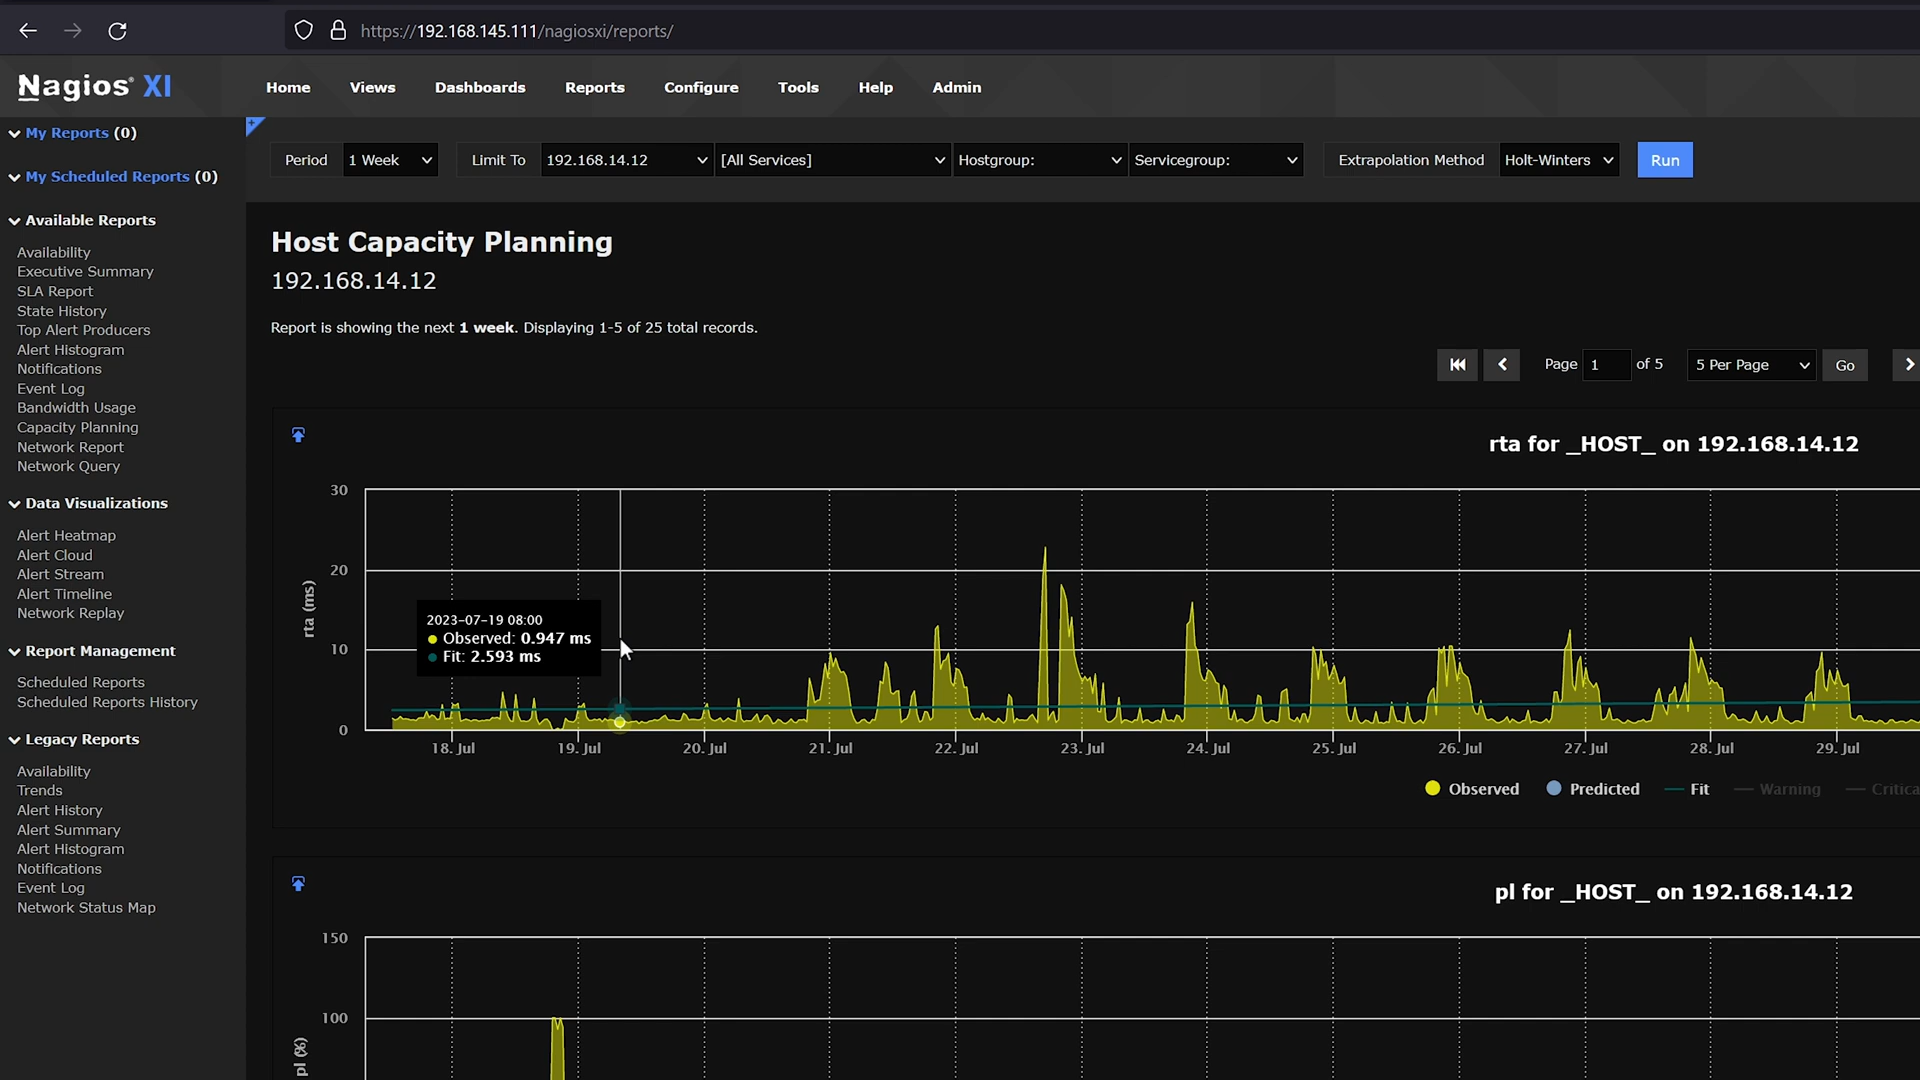 https://192.168.145.111/nagiosxi/reports/
Nagios® XI
Home Views Dashboards Reports Configure Tools Help Admin
My Reports (0)
My Scheduled Reports (0)
Available Reports
Availability
Executive Summary
SLA Report
State History
Top Alert Producers
Alert Histogram
Notifications
Event Log
Bandwidth Usage
Capacity Planning
Network Report
Network Query
Data Visualizations
Alert Heatmap
Alert Cloud
Alert Stream
Alert Timeline
Network Replay
Report Management
Scheduled Reports
Scheduled Reports History
Legacy Reports
Availability
Trends
Alert History
Alert Summary
Alert Histogram
Notifications
Event Log
Network Status Map
Period 1 Week Limit To 192.168.14.12 [All Services] Hostgroup: Servicegroup: Extrapolation Method Holt-Winters Run
Host Capacity Planning
192.168.14.12
Report is showing the next 1 week. Displaying 1-5 of 25 total records.
Page 1 of 5 5 Per Page Go
rta for _HOST_ on 192.168.14.12
30
20
10
0
rta (ms)
2023-07-19 08:00
Observed: 0.947 ms
Fit: 2.593 ms
18. Jul 19. Jul 20. Jul 21. Jul 22. Jul 23. Jul 24. Jul 25. Jul 26. Jul 27. Jul 28. Jul 29. Jul
Observed Predicted Fit Warning Critica
pl for _HOST_ on 192.168.14.12
150
100
pl (%)